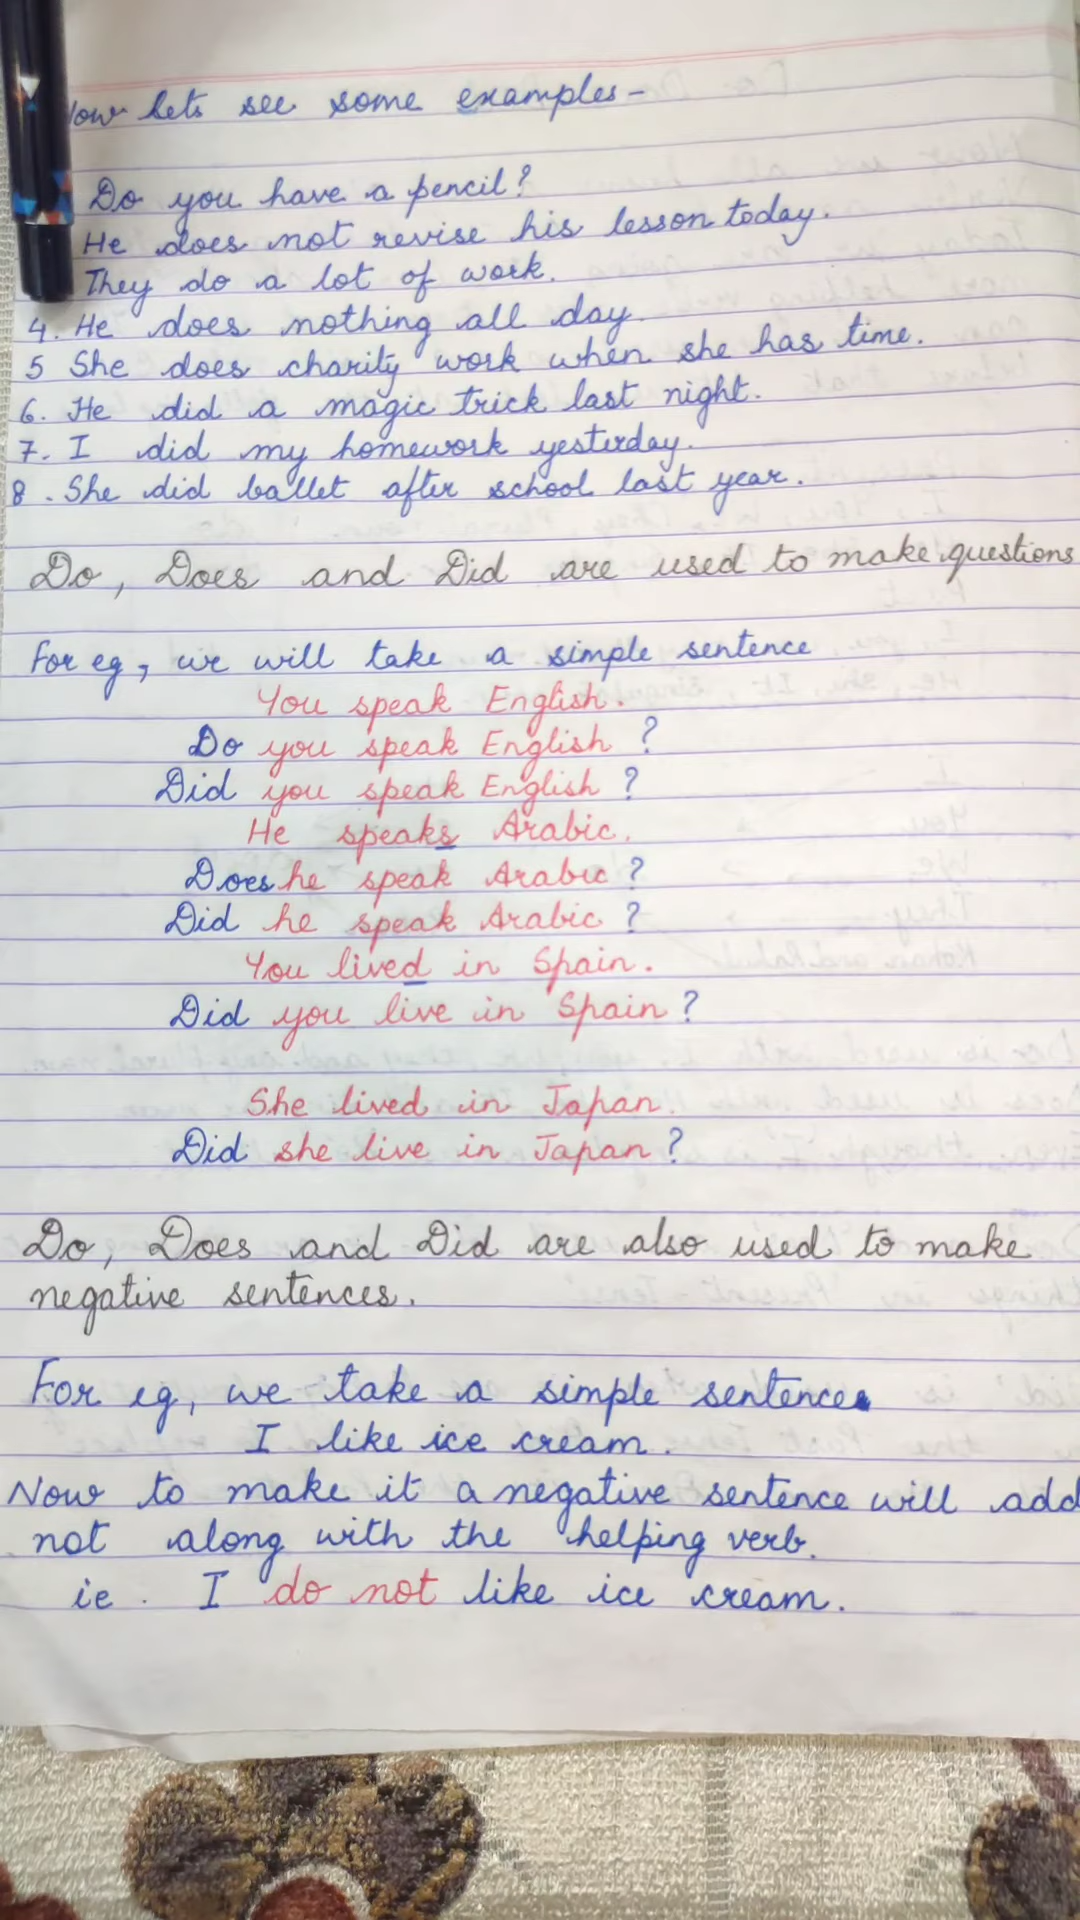 Now lets see some examples-
Do you have a pencil?
He does not revise his lesson today.
They do a lot of work.
4. He does nothing all day.
5 She does charity work when she has time.
6. He did a magic trick last night.
7. I did my homework yesterday.
8. She did ballet after school last year.
Do, Does and Did are used to make questions
For eg, we will take a simple sentence
You speak English.
Do you speak English ?
Did you speak English ?
He speaks Arabic.
Does he speak Arabic ?
Did he speak Arabic ?
You lived in Spain.
Did you live in Spain ?
She lived in Japan.
Did she live in Japan ?
Do, Does and Did are also used to make
negative sentences.
For eg, we take a simple sentence
I like ice cream.
Now to make it a negative sentence will add
not along with the helping verb.
ie. I do not like ice cream.